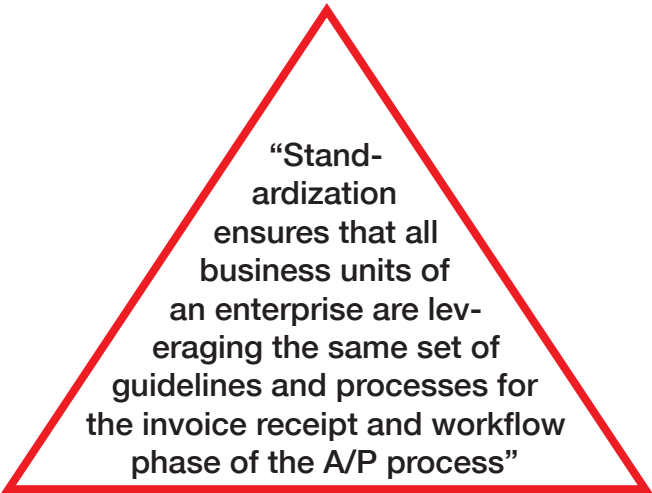 “Stand-
ardization
ensures that all
business units of
an enterprise are lev-
eraging the same set of
guidelines and processes for
the invoice receipt and workflow
phase of the A/P process”